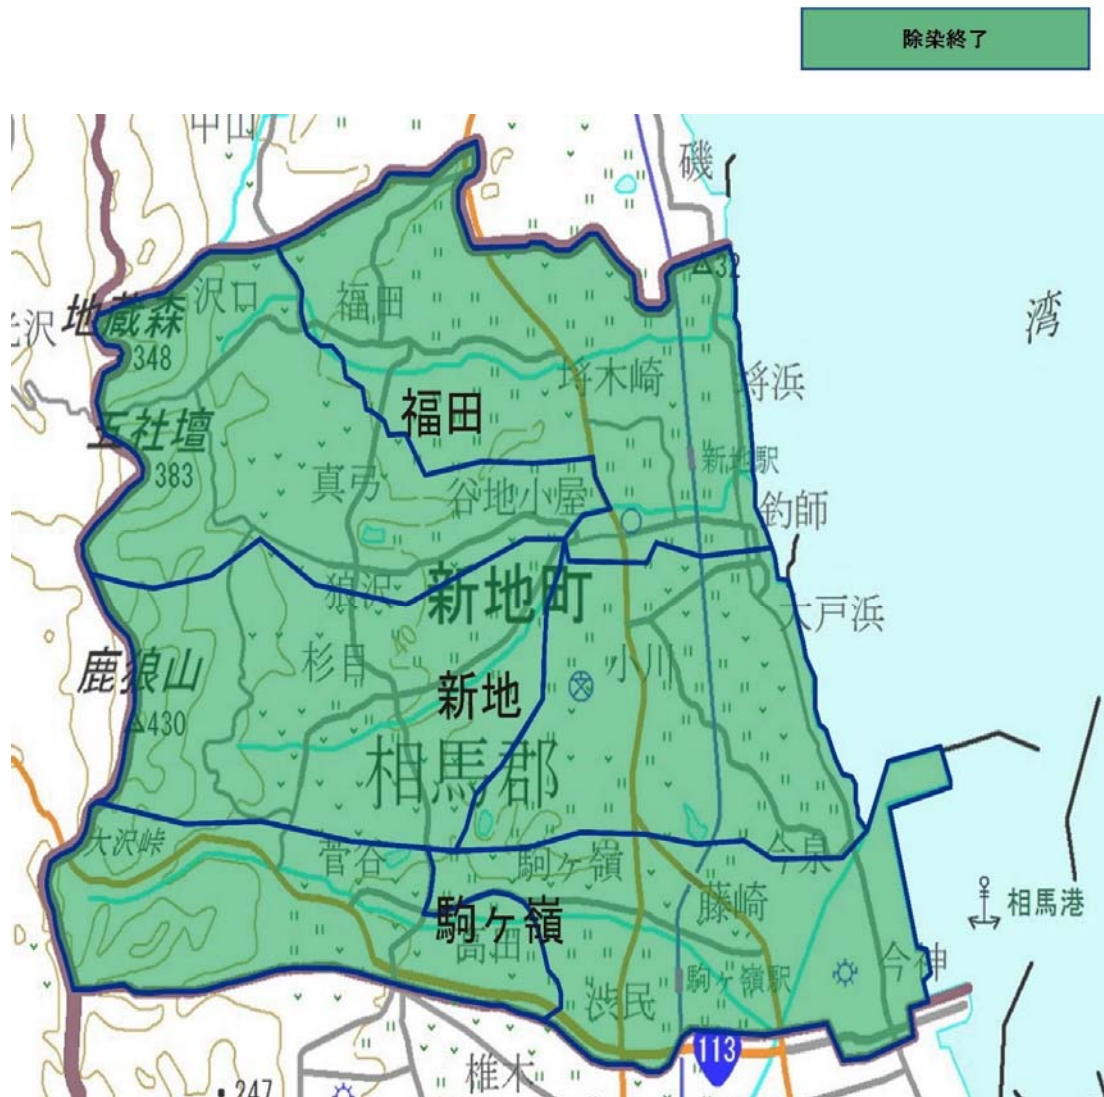 除染終了
中山
磯
32
沢口
福田
地蔵森
348
湾
埓木崎
埓浜
福田
五社壇
383
新地駅
真弓
谷地小屋
釣師
狼沢
新地町
大戸浜
杉目
40
小川
鹿狼山
430
新地
相馬郡
大沢峠
菅谷
駒ヶ嶺
今泉
藤崎
相馬港
駒ヶ嶺
高田
今神
駒ヶ嶺駅
渋民
113
椎木
247